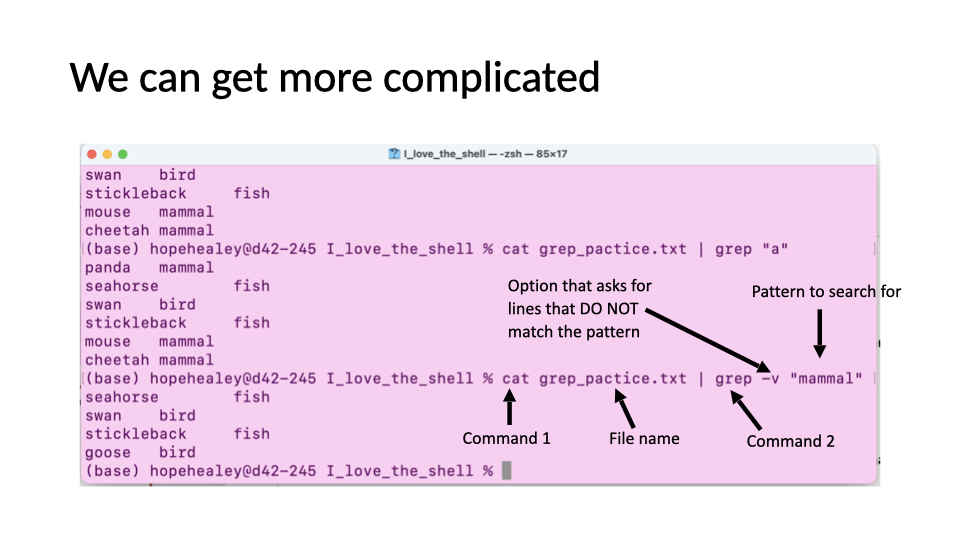 We can get more complicated
I_love_the_shell — -zsh — 85×17
swan    bird
stickleback     fish
mouse   mammal
cheetah mammal
(base) hopehealey@d42-245 I_love_the_shell % cat grep_pactice.txt | grep "a"
panda   mammal
seahorse        fish
swan    bird
stickleback     fish
mouse   mammal
cheetah mammal
(base) hopehealey@d42-245 I_love_the_shell % cat grep_pactice.txt | grep -v "mammal"
seahorse        fish
swan    bird
stickleback     fish
goose   bird
(base) hopehealey@d42-245 I_love_the_shell %
Option that asks for
lines that DO NOT
match the pattern
Pattern to search for
Command 1
File name
Command 2